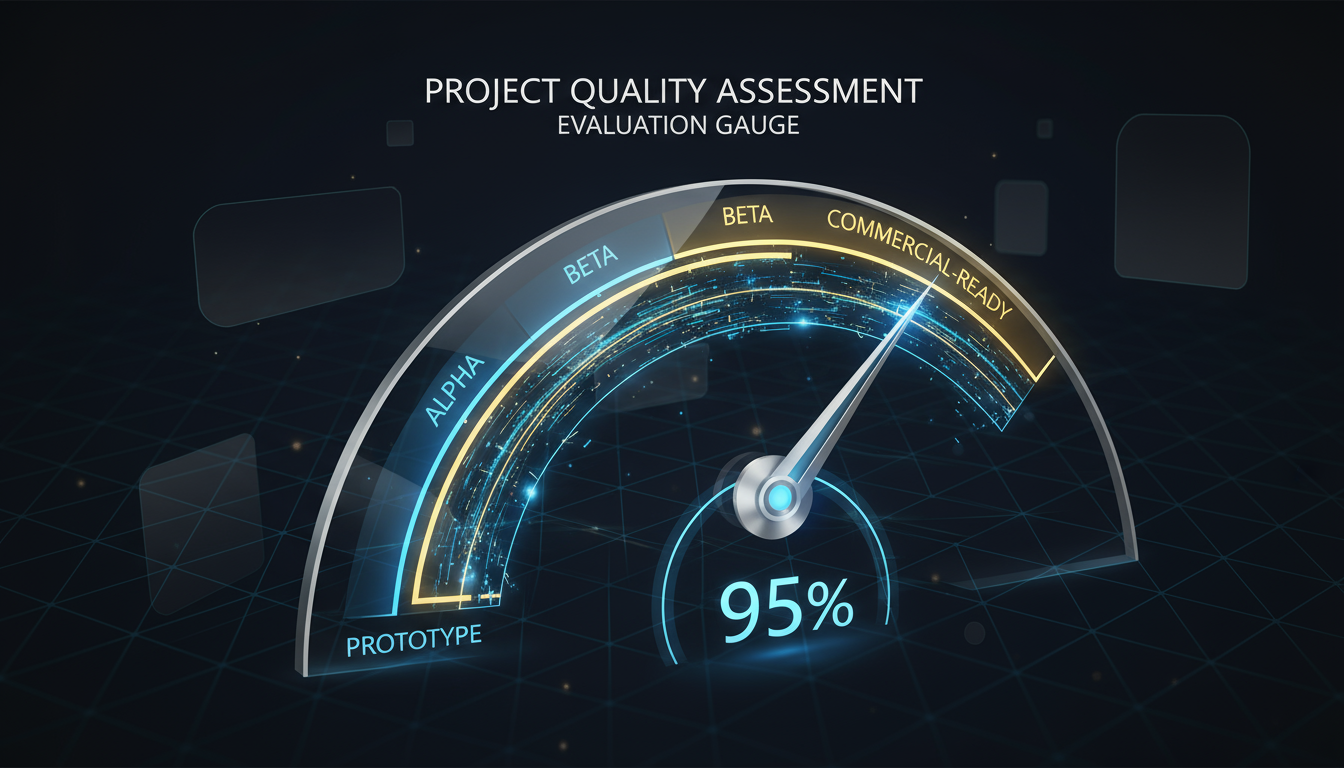 PROJECT QUALITY ASSESSMENT
EVALUATION GAUGE
PROTOTYPE
ALPHA
BETA
BETA
COMMERCIAL-READY
95%